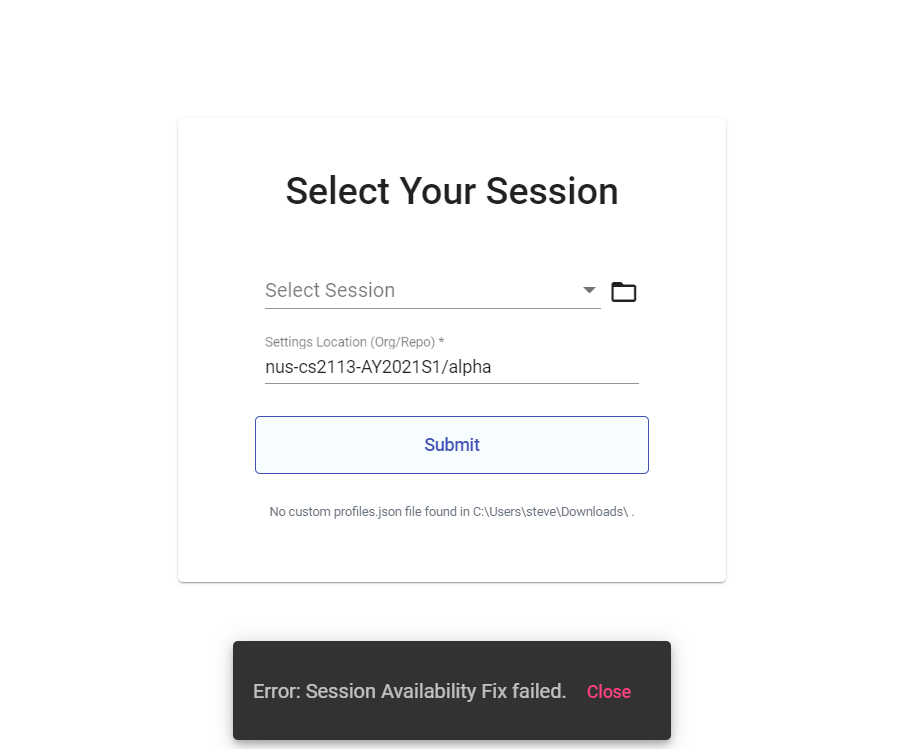 Select Your Session
Select Session
Settings Location (Org/Repo) *
nus-cs2113-AY2021S1/alpha
Submit
No custom profiles.json file found in C:\Users\steve\Downloads\ .
Error: Session Availability Fix failed. Close